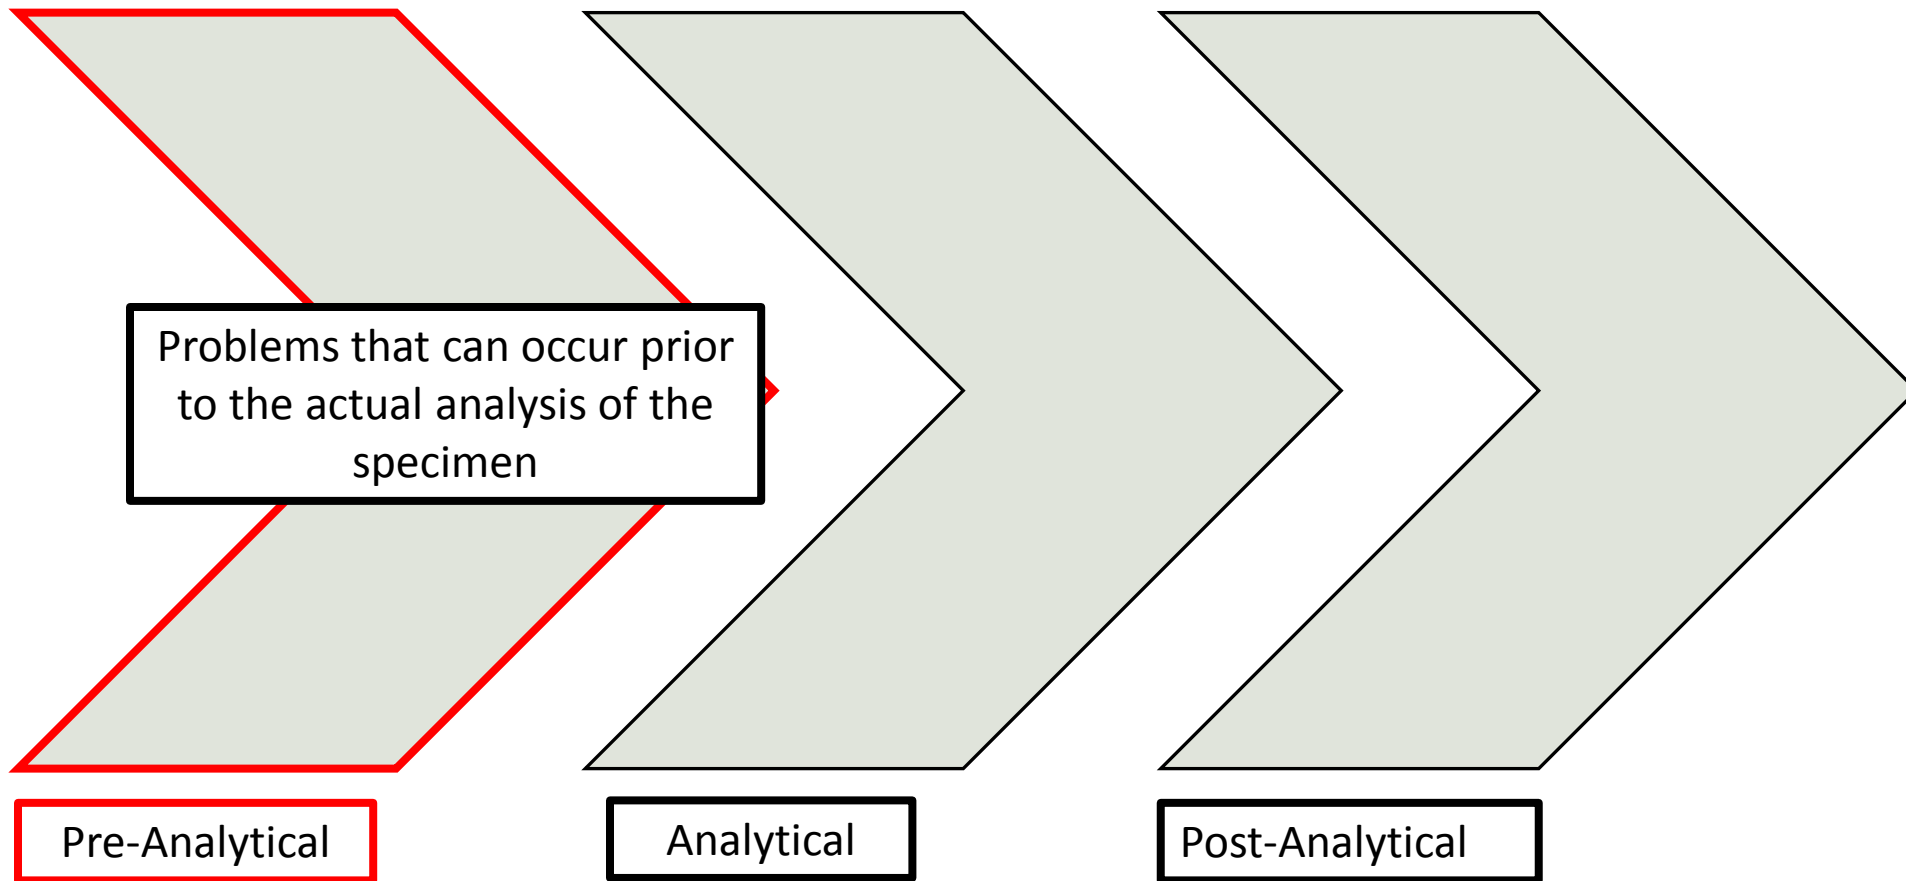 Problems that can occur prior
to the actual analysis of the
specimen
Pre-Analytical
Analytical
Post-Analytical